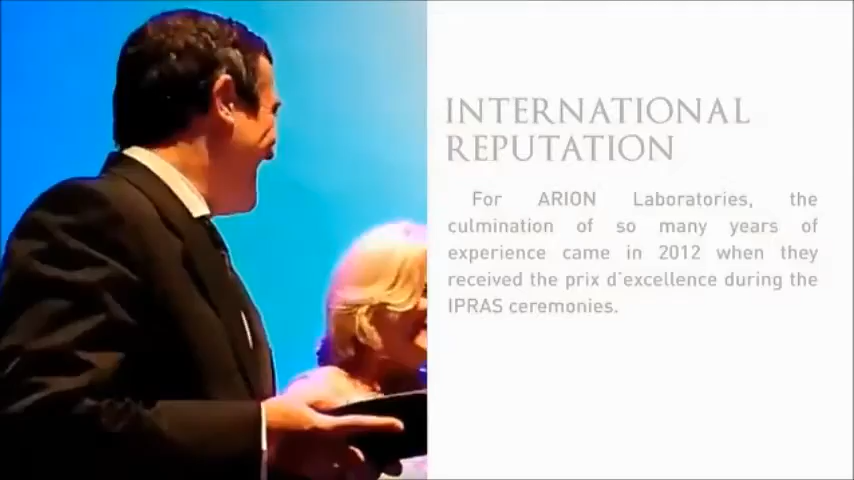 INTERNATIONAL
REPUTATION
For ARION Laboratories, the
culmination of so many years of
experience came in 2012 when they
received the prix d'excellence during the
IPRAS ceremonies.